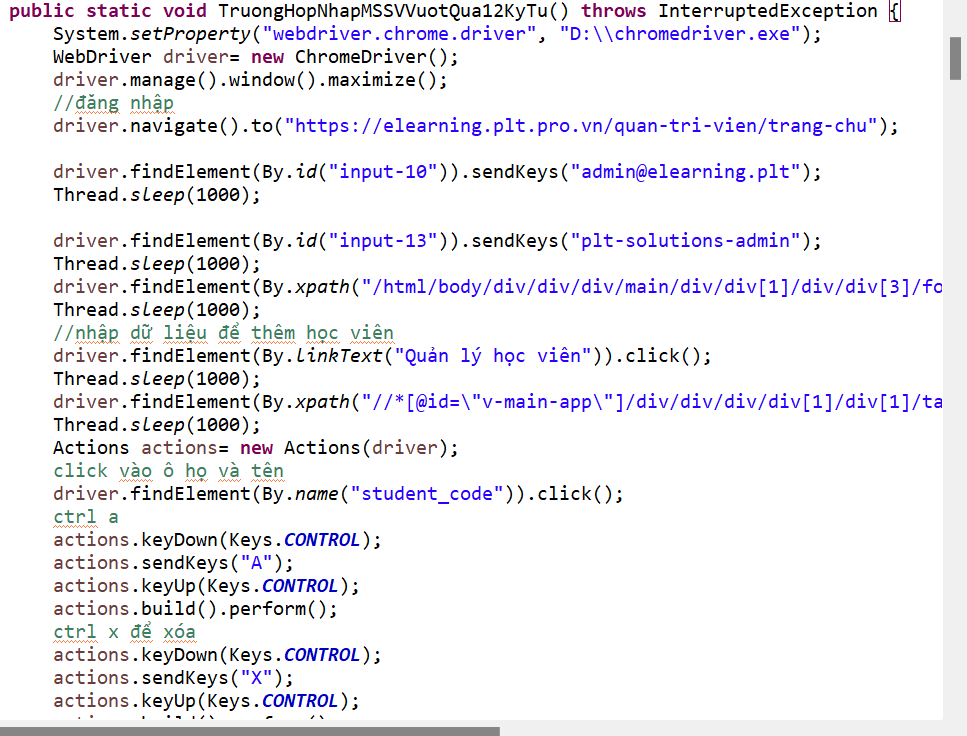 public static void TruongHopNhapMSSVVuotQua12KyTu() throws InterruptedException {
System.setProperty("webdriver.chrome.driver", "D:\\chromedriver.exe");
WebDriver driver= new ChromeDriver();
driver.manage().window().maximize();
//đăng nhập
driver.navigate().to("https://elearning.plt.pro.vn/quan-tri-vien/trang-chu");
driver.findElement(By.id("input-10")).sendKeys("admin@elearning.plt");
Thread.sleep(1000);
driver.findElement(By.id("input-13")).sendKeys("plt-solutions-admin");
Thread.sleep(1000);
driver.findElement(By.xpath("/html/body/div/div/div/main/div/div[1]/div/div[3]/fo
Thread.sleep(1000);
//nhập dữ liệu để thêm học viên
driver.findElement(By.linkText("Quản lý học viên")).click();
Thread.sleep(1000);
driver.findElement(By.xpath("//*[@id=\"v-main-app\"]/div/div/div/div[1]/div[1]/ta
Thread.sleep(1000);
Actions actions= new Actions(driver);
click vào ô họ và tên
driver.findElement(By.name("student_code")).click();
ctrl a
actions.keyDown(Keys.CONTROL);
actions.sendKeys("A");
actions.keyUp(Keys.CONTROL);
actions.build().perform();
ctrl x để xóa
actions.keyDown(Keys.CONTROL);
actions.sendKeys("X");
actions.keyUp(Keys.CONTROL);